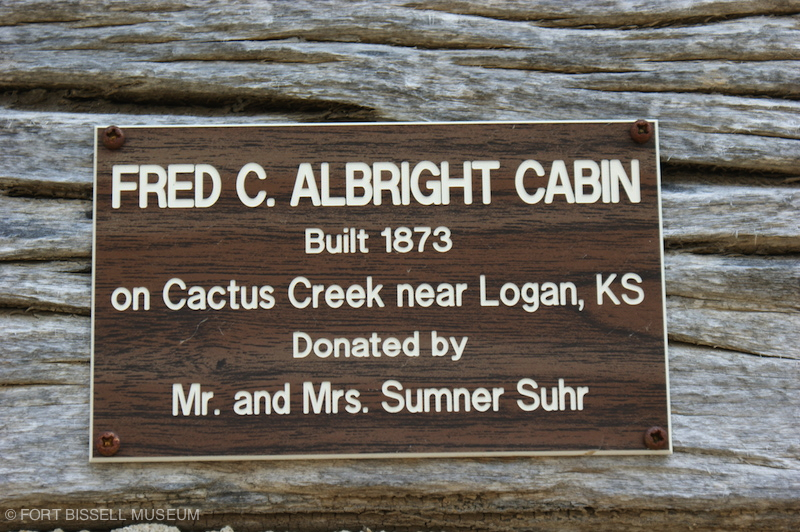 FRED C. ALBRIGHT CABIN
Built 1873
on Cactus Creek near Logan, KS
Donated by
Mr. and Mrs. Sumner Suhr
© FORT BISSELL MUSEUM